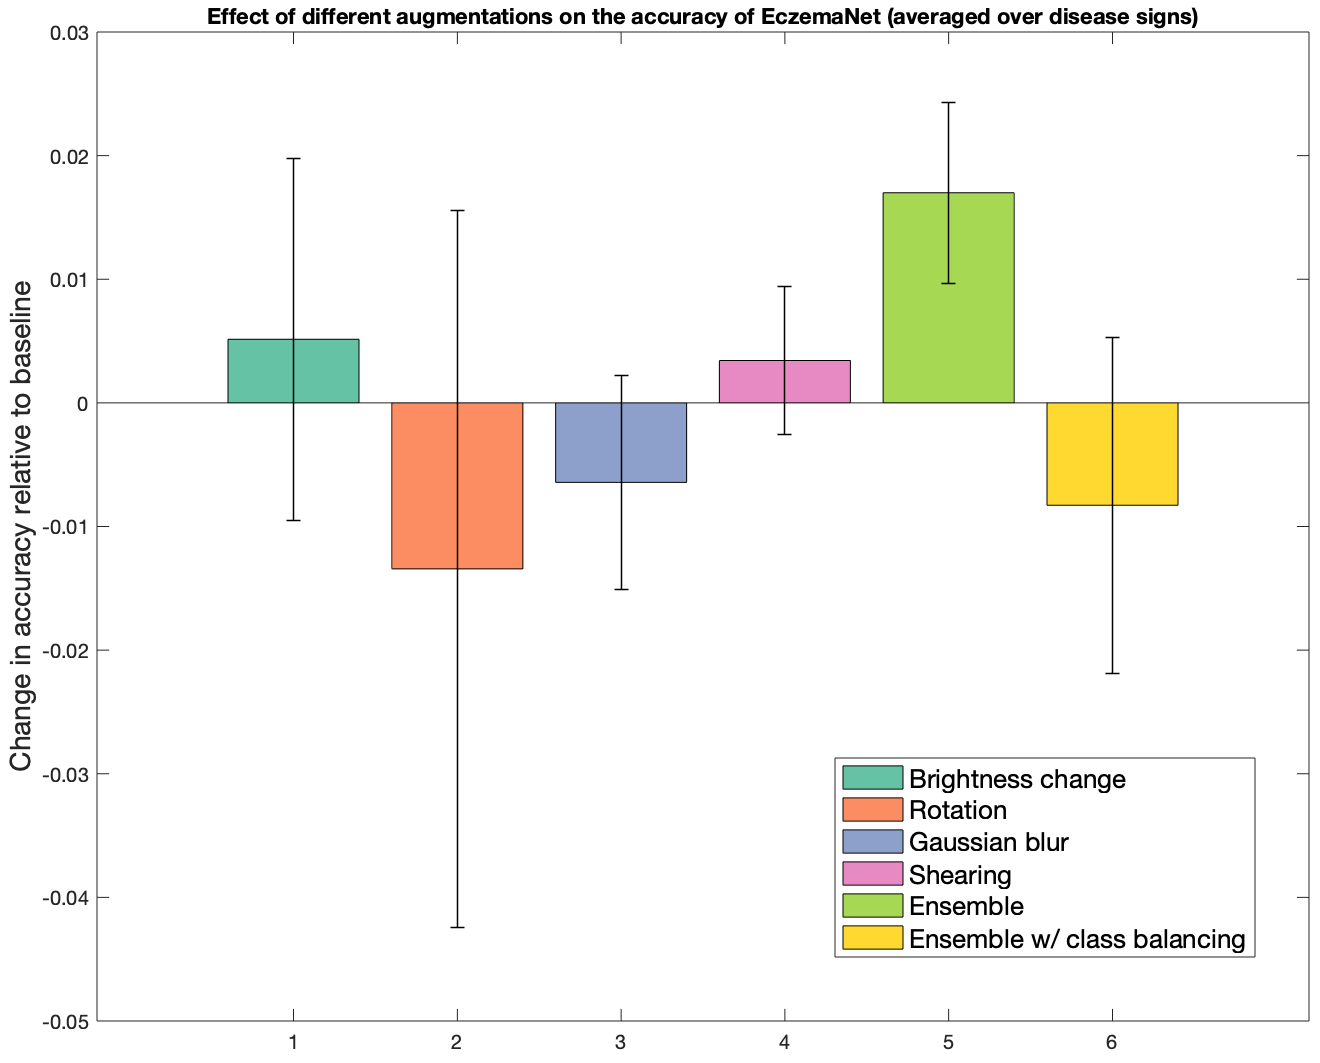 Effect of different augmentations on the accuracy of EczemaNet (averaged over disease signs)
Change in accuracy relative to baseline
0.03
0.02
0.01
0
-0.01
-0.02
-0.03
-0.04
-0.05
1 2 3 4 5 6
Brightness change
Rotation
Gaussian blur
Shearing
Ensemble
Ensemble w/ class balancing